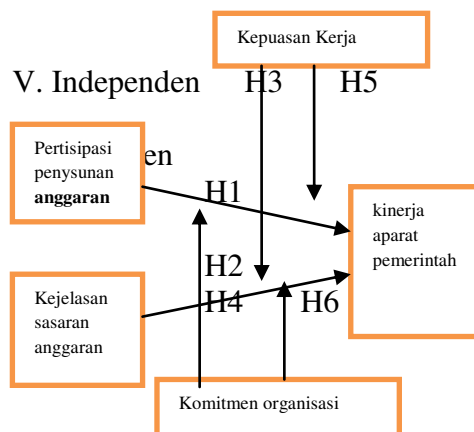 Kepuasan Kerja
V. Independen H3 H5
Pertisipasi
penysunan
anggaran
en
H1
kinerja
aparat
pemerintah
H2
H4 H6
Kejelasan
sasaran
anggaran
Komitmen organisasi